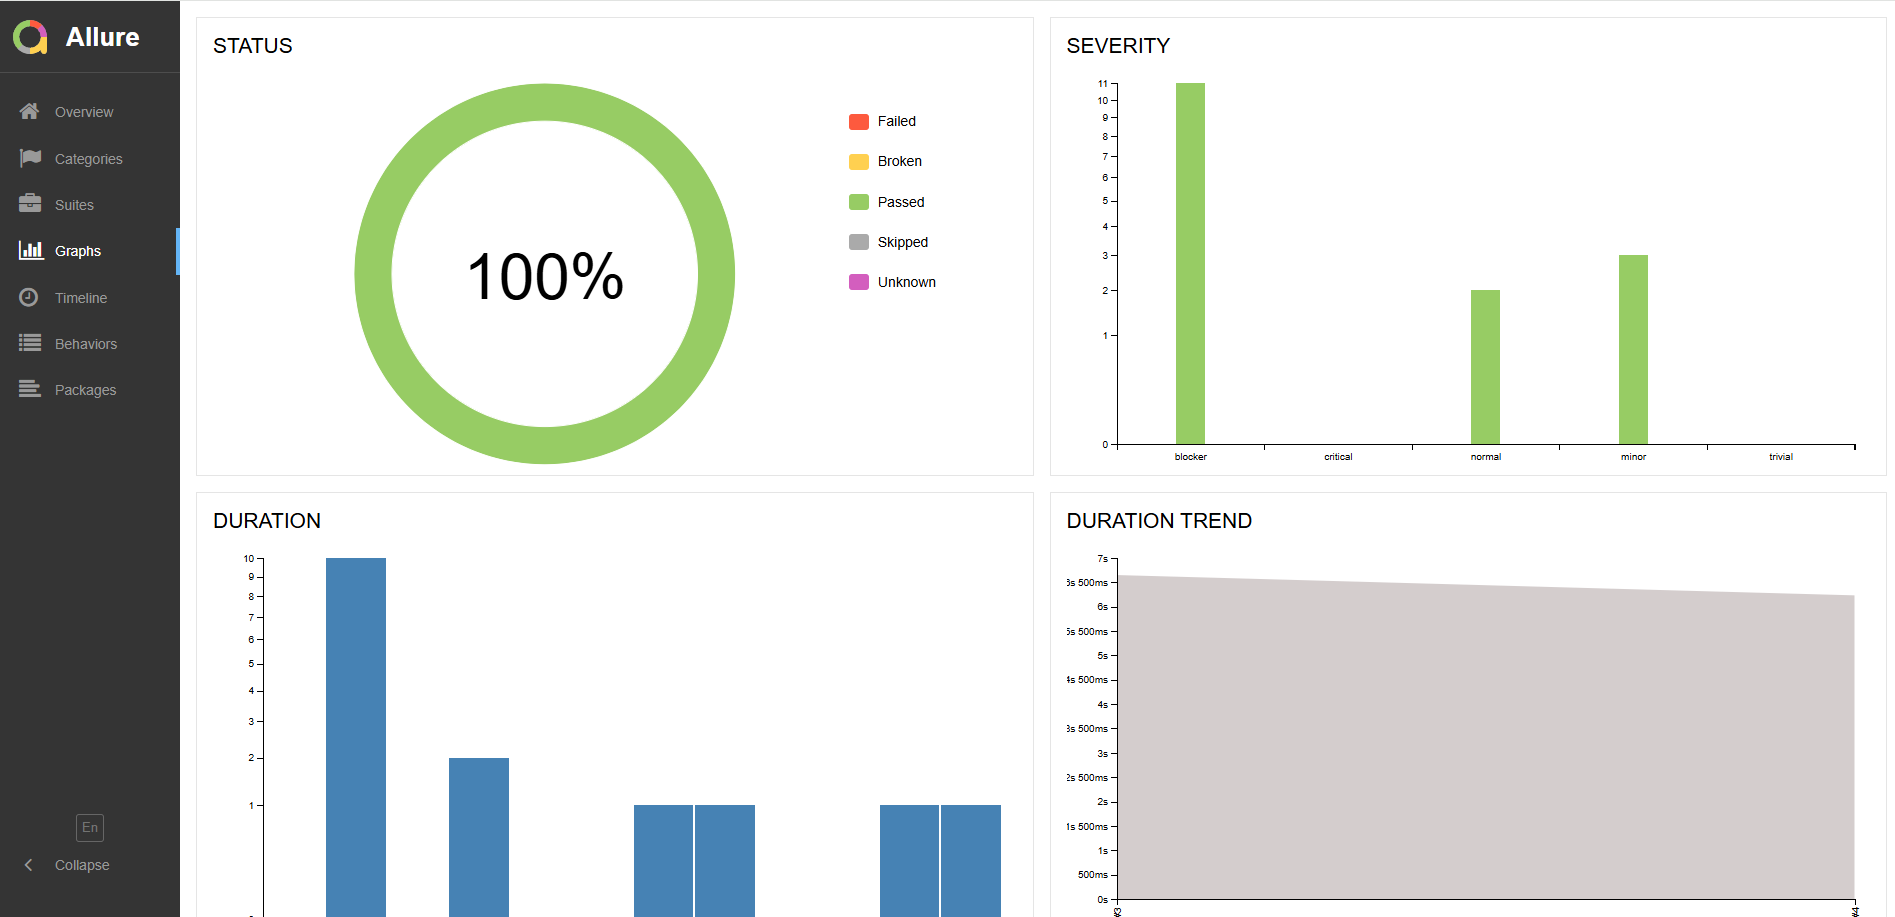 Allure
Overview
Categories
Suites
Graphs
Timeline
Behaviors
Packages
En
Collapse
STATUS
100%
Failed
Broken
Passed
Skipped
Unknown
SEVERITY
11
10
9
8
7
6
5
4
3
2
1
0
blocker critical normal minor trivial
DURATION
10
9
8
7
6
5
4
3
2
1
DURATION TREND
7s
6s 500ms
6s
5s 500ms
5s
4s 500ms
4s
3s 500ms
3s
2s 500ms
2s
1s 500ms
1s
500ms
0s
#3 #4